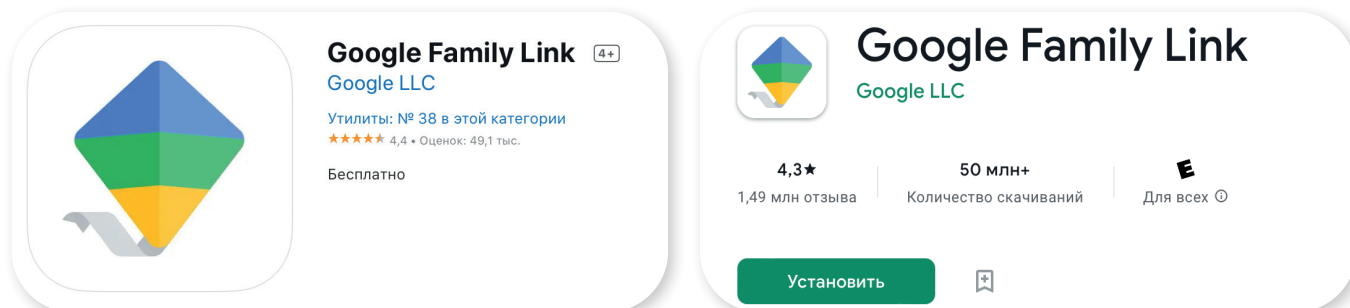 Google Family Link 4+
Google LLC
Утилиты: № 38 в этой категории
4,4 • Оценок: 49,1 тыс.
Бесплатно
Google Family Link
Google LLC
4,3★ 50 млн+ E
1,49 млн отзыва Количество скачиваний Для всех
Установить